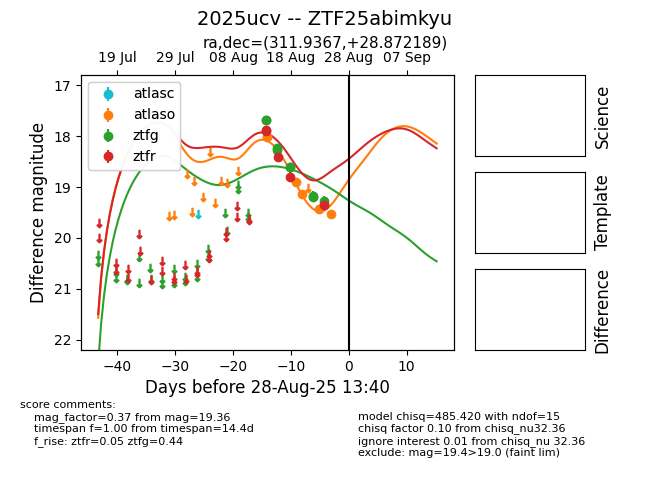 2025ucv -- ZTF25abimkyu
ra,dec=(311.9367,+28.872189)
19 Jul 29 Jul 08 Aug 18 Aug 28 Aug 07 Sep
atlasc
atlaso
ztfg
ztfr
17
18
19
20
21
22
Difference magnitude
−40 −30 −20 −10 0 10
Days before 28-Aug-25 13:40
Science
Template
Difference
score comments:
mag_factor=0.37 from mag=19.36
timespan f=1.00 from timespan=14.4d
f_rise: ztfr=0.05 ztfg=0.44
model chisq=485.420 with ndof=15
chisq factor 0.10 from chisq_nu32.36
ignore interest 0.01 from chisq_nu 32.36
exclude: mag=19.4>19.0 (faint lim)